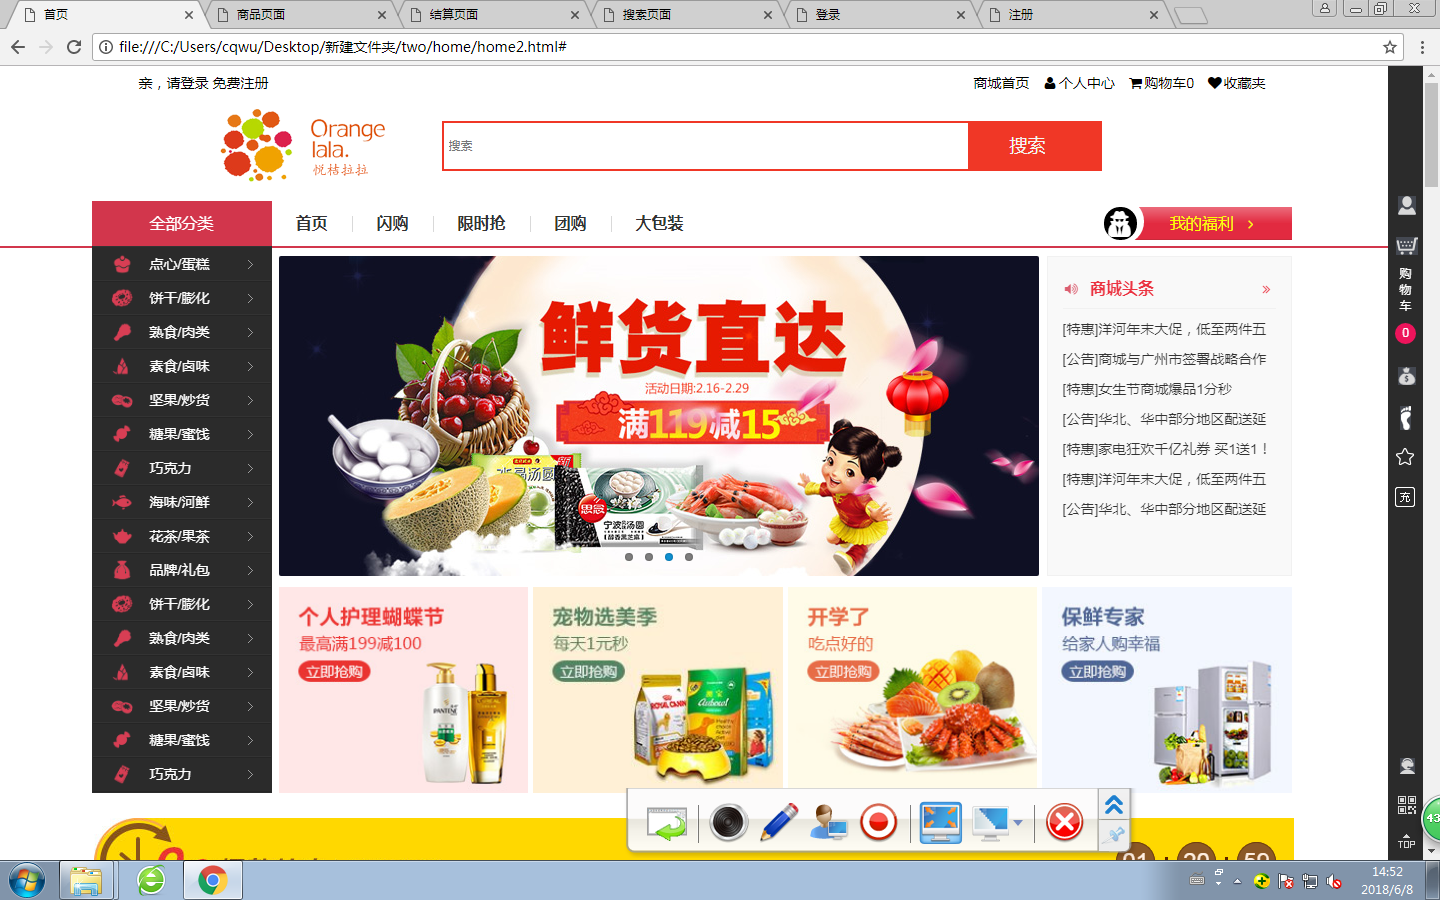 首页
商品页面
结算页面
搜索页面
登录
注册
file:///C:/Users/cqwu/Desktop/新建文件夹/two/home/home2.html#
亲，请登录 免费注册
商城首页 个人中心 购物车0 收藏夹
Orange
lala.
悦桔拉拉
搜索
搜索
全部分类
首页
闪购
限时抢
团购
大包装
我的福利 >
点心/蛋糕
饼干/膨化
熟食/肉类
素食/卤味
坚果/炒货
糖果/蜜饯
巧克力
海味/河鲜
花茶/果茶
品牌/礼包
饼干/膨化
熟食/肉类
素食/卤味
坚果/炒货
糖果/蜜饯
巧克力
鲜货直达
活动日期:2.16-2.29
满119减15
水晶汤圆
思念
宁波汤圆
商城头条
[特惠]洋河年末大促，低至两件五
[公告]商城与广州市签署战略合作
[特惠]女生节商城爆品1分秒
[公告]华北、华中部分地区配送延
[特惠]家电狂欢千亿礼券 买1送1！
[特惠]洋河年末大促，低至两件五
[公告]华北、华中部分地区配送延
个人护理蝴蝶节
最高满199减100
立即抢购
PANTENE
宠物选美季
每天1元秒
立即抢购
ROYAL CANIN
开学了
吃点好的
立即抢购
保鲜专家
给家人购幸福
立即抢购
购
物
车
0
充
TOP
43
14:52
2018/6/8